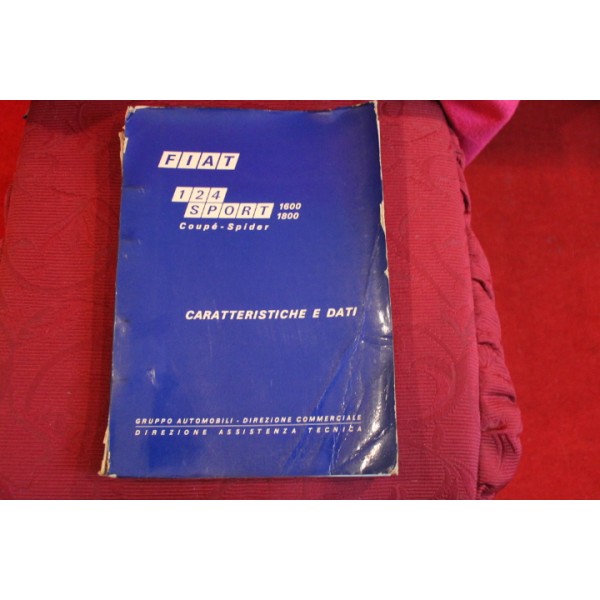 FIAT
124
SPORT 1600
1800
Coupé - Spider
CARATTERISTICHE E DATI
GRUPPO AUTOMOBILI - DIREZIONE COMMERCIALE
DIREZIONE ASSISTENZA TECNICA